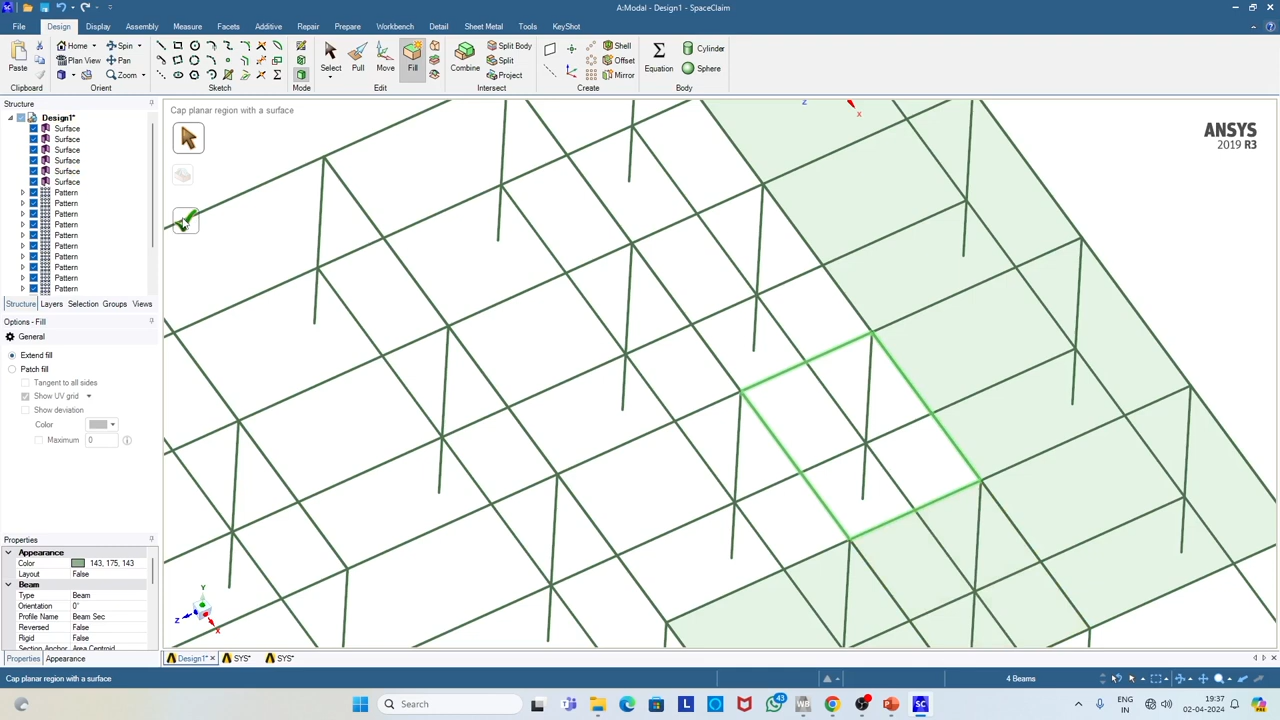 A:Modal - Design1 - SpaceClaim
File Design Display Assembly Measure Facets Additive Repair Prepare Workbench Detail Sheet Metal Tools KeyShot
Paste
Clipboard
Home Spin
Plan View Pan
Zoom
Orient
Sketch
Mode
Select Pull Move Fill
Edit
Combine
Split Body
Split
Project
Intersect
Shell
Offset
Mirror
Create
Equation
Cylinder
Sphere
Body
Structure
Design1*
Surface
Surface
Surface
Surface
Surface
Surface
Pattern
Pattern
Pattern
Pattern
Pattern
Pattern
Pattern
Pattern
Pattern
Pattern
Structure Layers Selection Groups Views
Options - Fill
General
Extend fill
Patch fill
Tangent to all sides
Show UV grid
Show deviation
Color
Maximum 0
Properties
Appearance
Color 143, 175, 143
Layout False
Beam
Type Beam
Orientation 0°
Profile Name Beam Sec
Reversed False
Rigid False
Section Anchor Area Centroid
Properties Appearance
Cap planar region with a surface
z x
ANSYS
2019 R3
Y
Z
X
Design1* SYS* SYS*
Cap planar region with a surface
4 Beams
Search
43
ENG
IN
19:37
02-04-2024